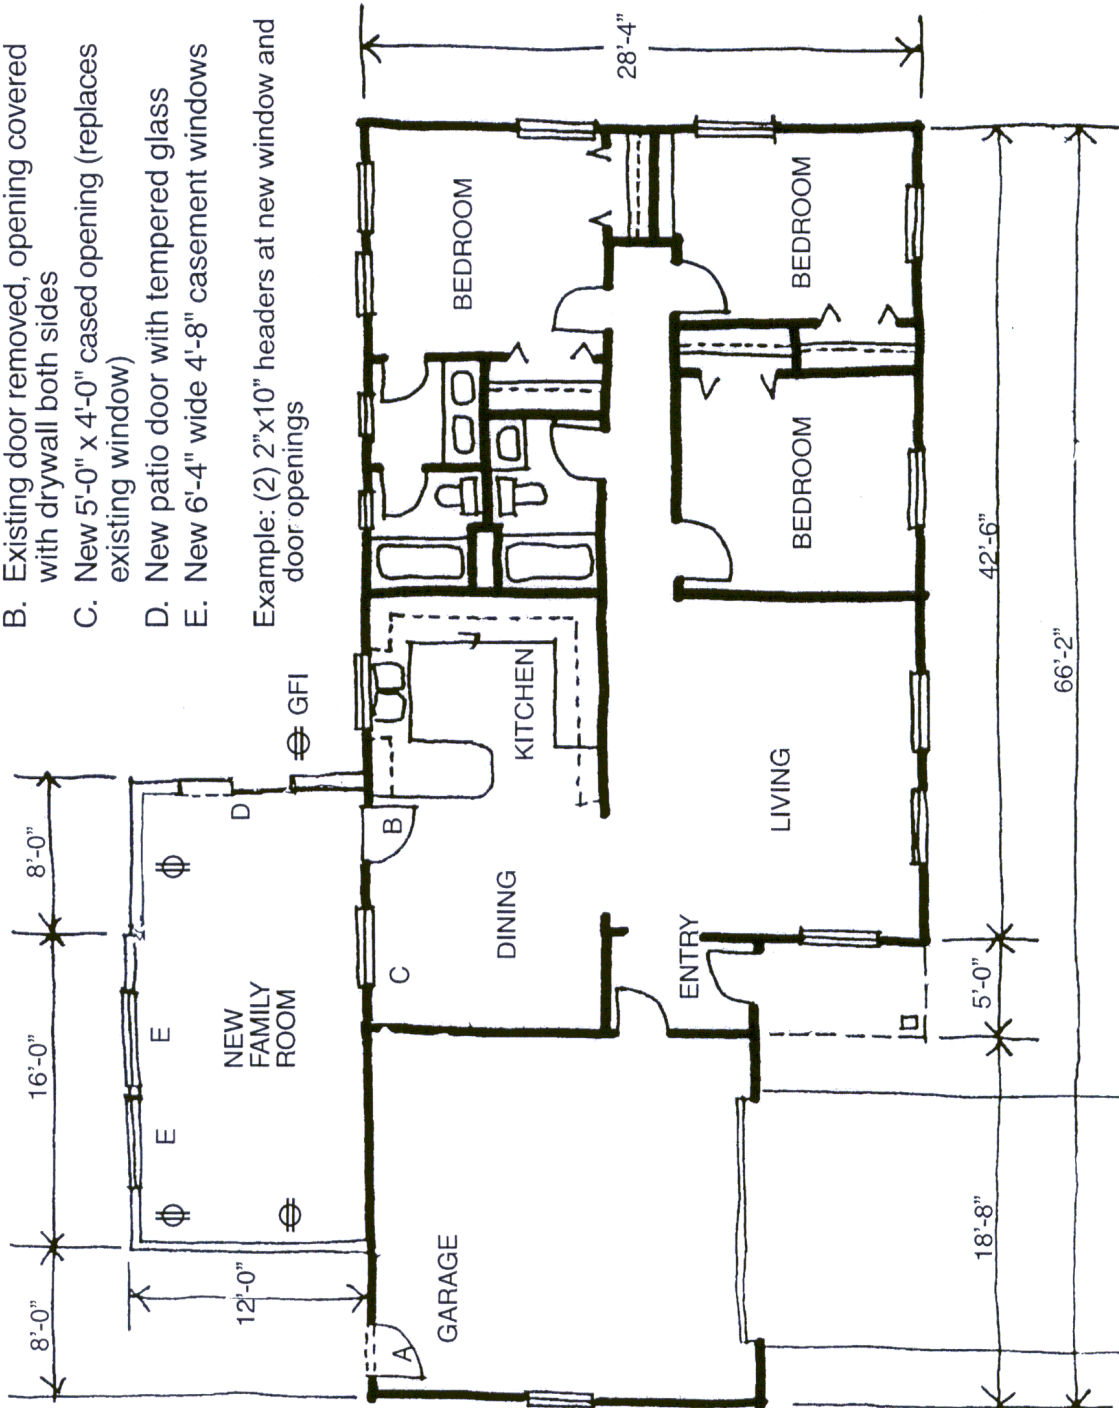 B. Existing door removed, opening covered
with drywall both sides
C. New 5'-0" x 4'-0" cased opening (replaces
existing window)
D. New patio door with tempered glass
E. New 6'-4" wide 4'-8" casement windows
Example: (2) 2"x10" headers at new window and
door openings
8'-0"
16'-0"
8'-0"
12'-0"
GFI
D
E
E
NEW
FAMILY
ROOM
A
C
B
GARAGE
DINING
KITCHEN
BEDROOM
28'-4"
ENTRY
LIVING
BEDROOM
BEDROOM
18'-8"
5'-0"
42'-6"
66'-2"